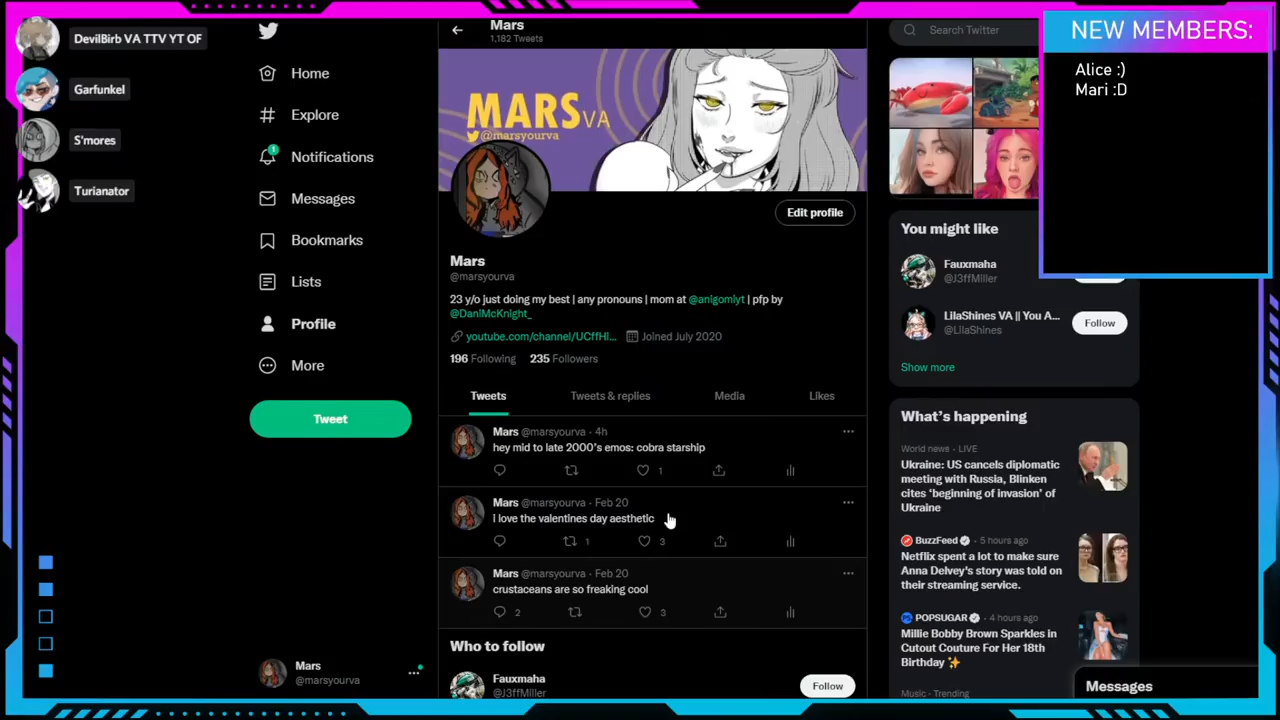 DevilBirb VA TTV YT OF
Garfunkel
S'mores
Turianator
Home
Explore
1
Notifications
Messages
Bookmarks
Lists
Profile
More
Tweet
Mars
@marsyourva
Mars
1,182 Tweets
MARS VA
@marsyourva
Edit profile
Mars
@marsyourva
23 y/o just doing my best | any pronouns | mom at @anigomiyt | pfp by
@DaniMcKnight_
youtube.com/channel/UCffHi... Joined July 2020
196 Following 235 Followers
Tweets Tweets & replies Media Likes
Mars @marsyourva · 4h
hey mid to late 2000's emos: cobra starship
1
Mars @marsyourva · Feb 20
I love the valentines day aesthetic
1 3
Mars @marsyourva · Feb 20
crustaceans are so freaking cool
2 3
Who to follow
Fauxmaha
@J3ffMiller
Follow
Search Twitter
You might like
Fauxmaha
@J3ffMiller
LilaShines VA || You A...
@LilaShines
Follow
Show more
What's happening
World news · LIVE
Ukraine: US cancels diplomatic
meeting with Russia, Blinken
cites 'beginning of invasion' of
Ukraine
BuzzFeed · 5 hours ago
Netflix spent a lot to make sure
Anna Delvey's story was told on
their streaming service.
POPSUGAR · 4 hours ago
Millie Bobby Brown Sparkles in
Cutout Couture For Her 18th
Birthday ✨
Music · Trending
Messages
NEW MEMBERS:
Alice :)
Mari :D